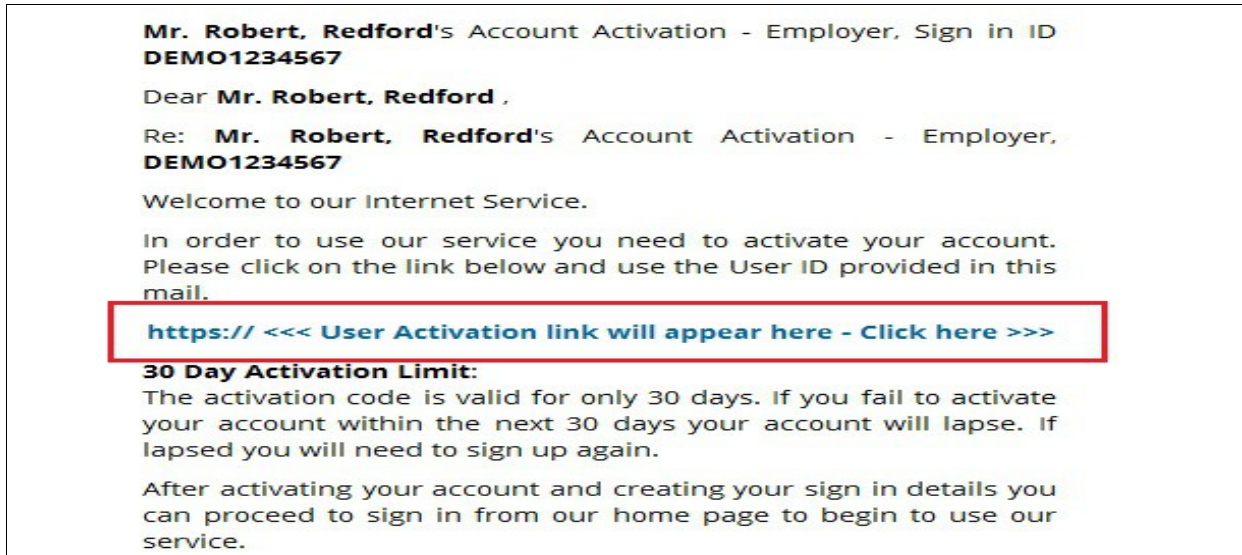 Mr. Robert, Redford's Account Activation - Employer, Sign in ID
DEMO1234567
Dear Mr. Robert, Redford ,
Re: Mr. Robert, Redford's Account Activation - Employer,
DEMO1234567
Welcome to our Internet Service.
In order to use our service you need to activate your account.
Please click on the link below and use the User ID provided in this
mail.
https:// <<< User Activation link will appear here - Click here >>>
30 Day Activation Limit:
The activation code is valid for only 30 days. If you fail to activate
your account within the next 30 days your account will lapse. If
lapsed you will need to sign up again.
After activating your account and creating your sign in details you
can proceed to sign in from our home page to begin to use our
service.